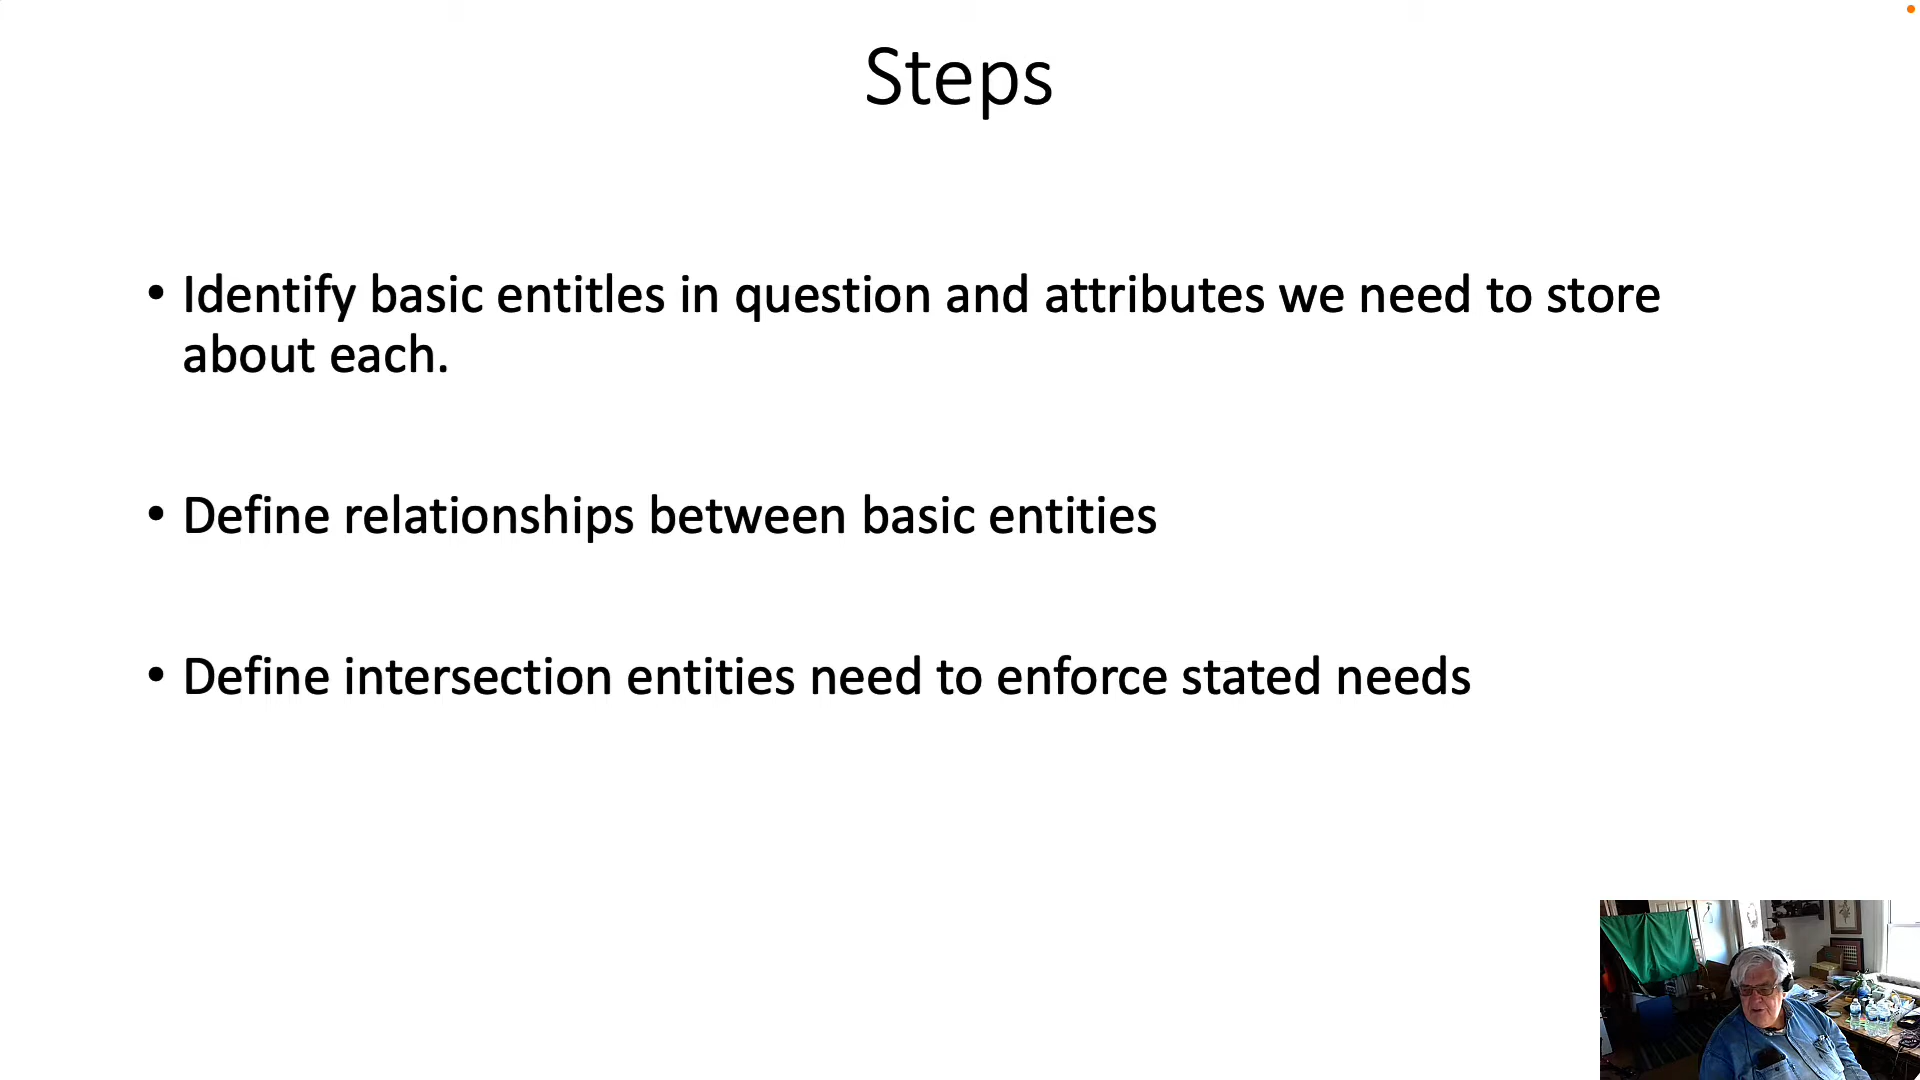 Steps
• Identify basic entitles in question and attributes we need to store
about each.
• Define relationships between basic entities
• Define intersection entities need to enforce stated needs